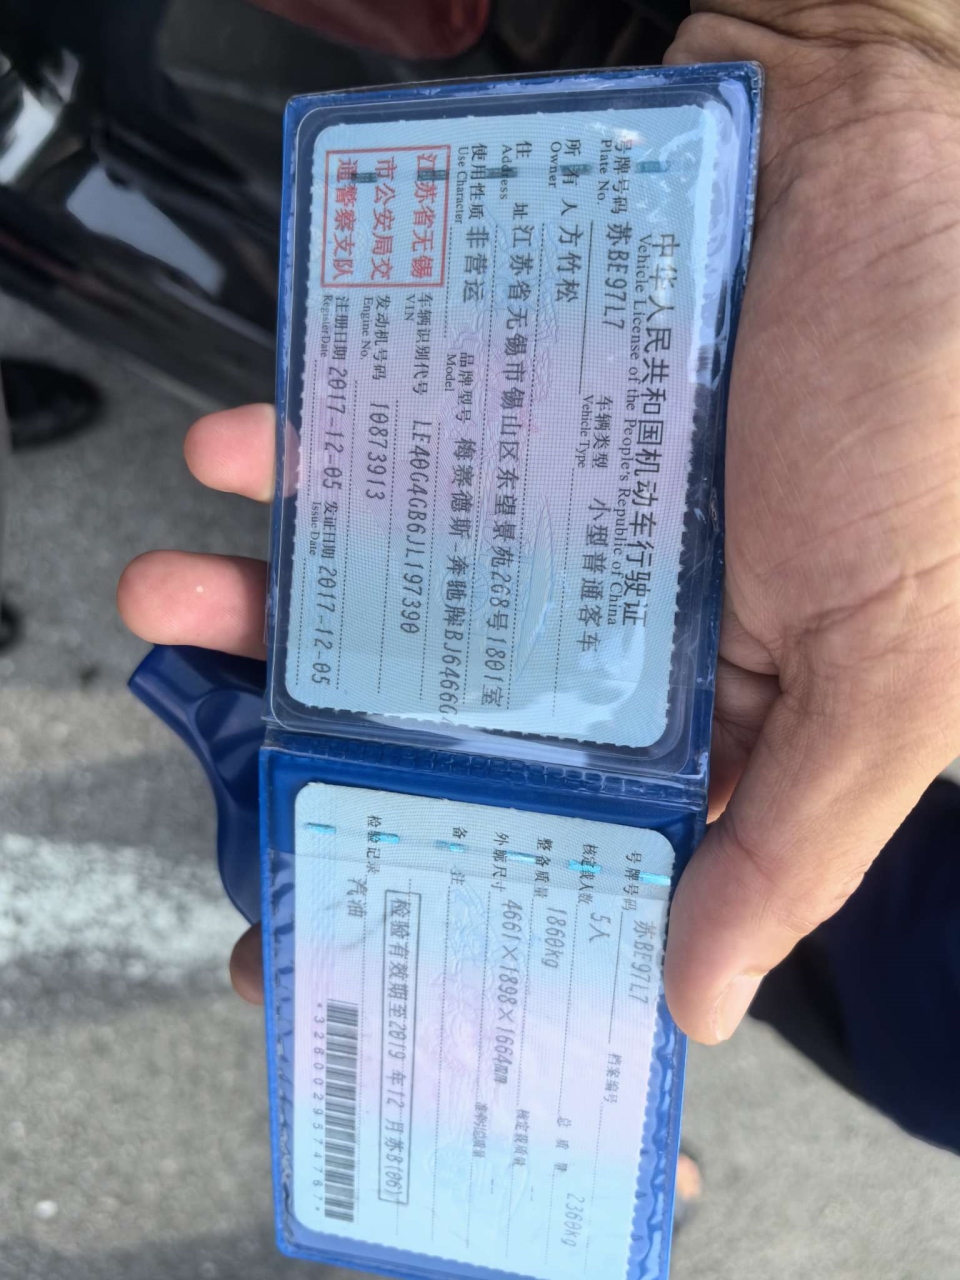 中华人民共和国机动车行驶证
Vehicle License of the People's Republic of China
号牌号码 苏BE97L7 车辆类型 小型普通客车
Plate No. Vehicle Type
所有人 方竹松
Owner
住址 江苏省无锡市锡山区东望景苑268号1801室
Address
使用性质 非营运 品牌型号 梅赛德斯-奔驰牌BJ6466G
Use Character Model
江苏省无锡
市公安局交
通警察支队
车辆识别代号 LE40G4GB6JL197390
VIN
发动机号码 10873913
Engine No.
注册日期 2017-12-05 发证日期 2017-12-05
Register Date Issue Date
号牌号码 苏BE97L7 档案编号
核定载人数 5人 总质量 2360kg
整备质量 1860kg 核定载质量 --
外廓尺寸 4661×1898×1664mm --
备注
检验有效期至2019年12月苏B(06)
检验记录 汽油
*3260029574767*